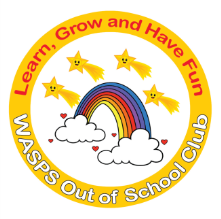 Learn, Grow and Have Fun
WASPS Out of School Club